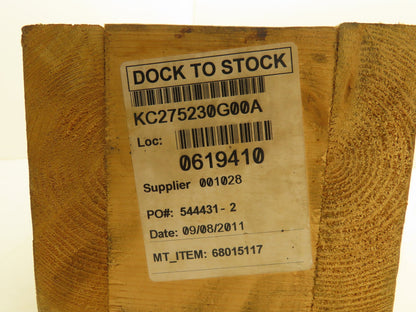 DOCK TO STOCK
KC275230G00A
Loc:
0619410
Supplier 001028
PO#: 544431-2
Date: 09/08/2011
MT_ITEM: 68015117